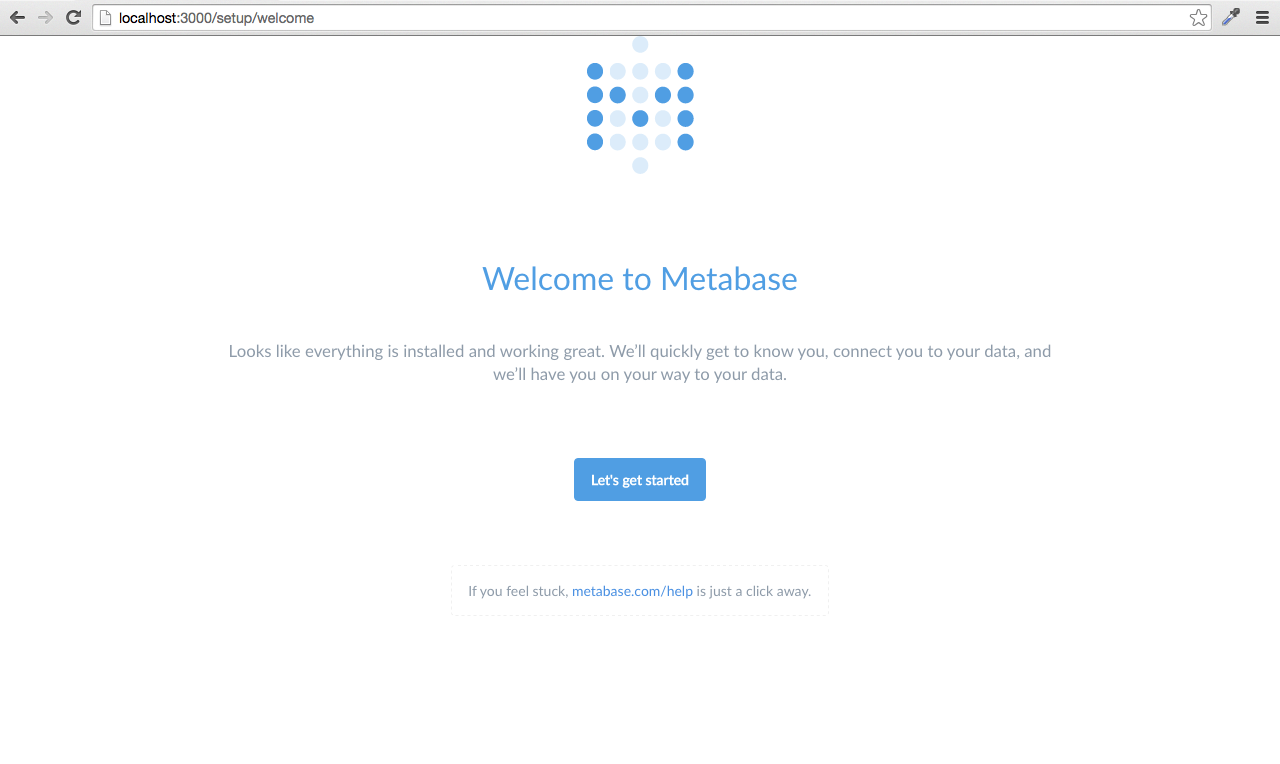 localhost:3000/setup/welcome
Welcome to Metabase
Looks like everything is installed and working great. We’ll quickly get to know you, connect you to your data, and
we’ll have you on your way to your data.
Let's get started
If you feel stuck, metabase.com/help is just a click away.